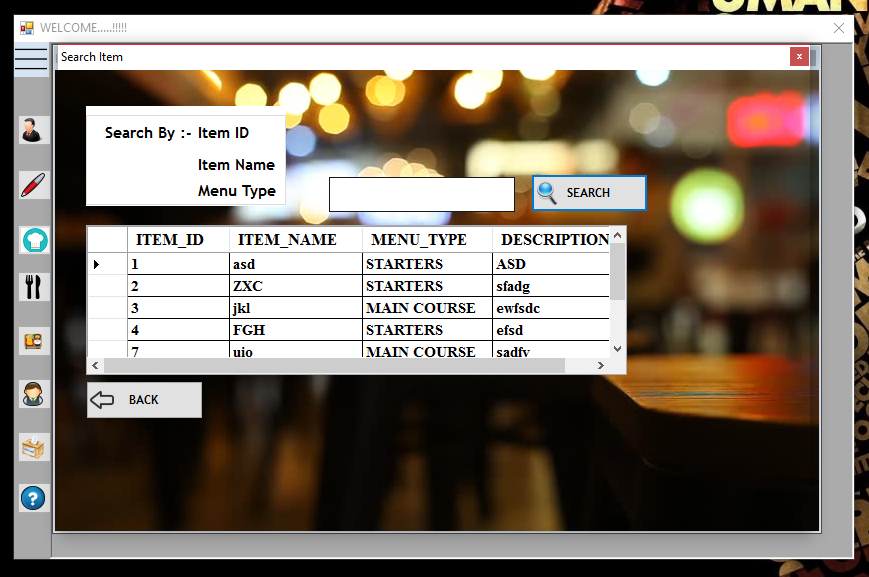 UMAN
WELCOME.....!!!!!
Search Item
Search By :- Item ID
Item Name
Menu Type
SEARCH
ITEM_ID ITEM_NAME MENU_TYPE DESCRIPTION
1 asd STARTERS ASD
2 ZXC STARTERS sfadg
3 jkl MAIN COURSE ewfsdc
4 FGH STARTERS efsd
7 uio MAIN COURSE sadfv
BACK